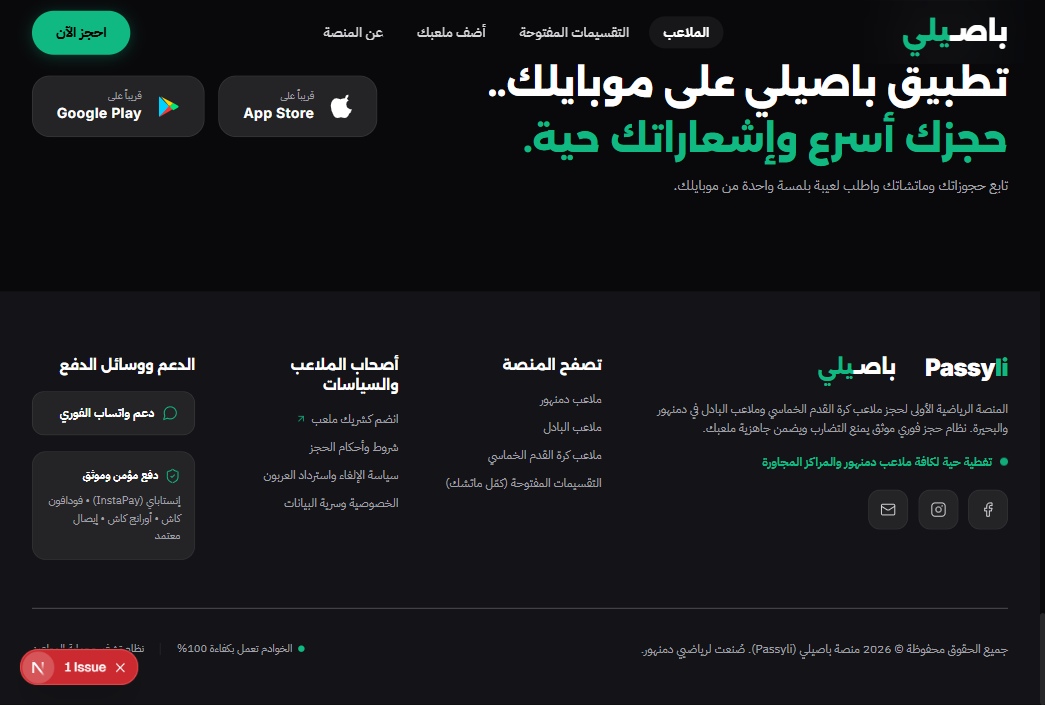 باصيلي
الملاعب
التقسيمات المفتوحة
أضف ملعبك
عن المنصة
احجز الآن
تطبيق باصيلي على موبايلك..
حجزك أسرع وإشعاراتك حية.
تابع حجوزاتك وماتشاتك واطلب لعيبة بلمسة واحدة من موبايلك.
قريباً على
App Store
قريباً على
Google Play
Passyli
باصيلي
المنصة الرياضية الأولى لحجز ملاعب كرة القدم الخماسي وملاعب البادل في دمنهور
والبحيرة. نظام حجز فوري موثق يمنع التضارب ويضمن جاهزية ملعبك.
تغطية حية لكافة ملاعب دمنهور والمراكز المجاورة
تصفح المنصة
ملاعب دمنهور
ملاعب البادل
ملاعب كرة القدم الخماسي
التقسيمات المفتوحة (كمّل ماتشك)
أصحاب الملاعب
والسياسات
انضم كشريك ملعب
شروط وأحكام الحجز
سياسة الإلغاء واسترداد العربون
الخصوصية وسرية البيانات
الدعم ووسائل الدفع
دعم واتساب الفوري
دفع مؤمن وموثق
إنستاباي (InstaPay) • فودافون
كاش • أورانج كاش • إيصال
معتمد
جميع الحقوق محفوظة © 2026 منصة باصيلي (Passyli). صُنعت لرياضيي دمنهور.
الخوادم تعمل بكفاءة 100%
نظام
N
1 Issue